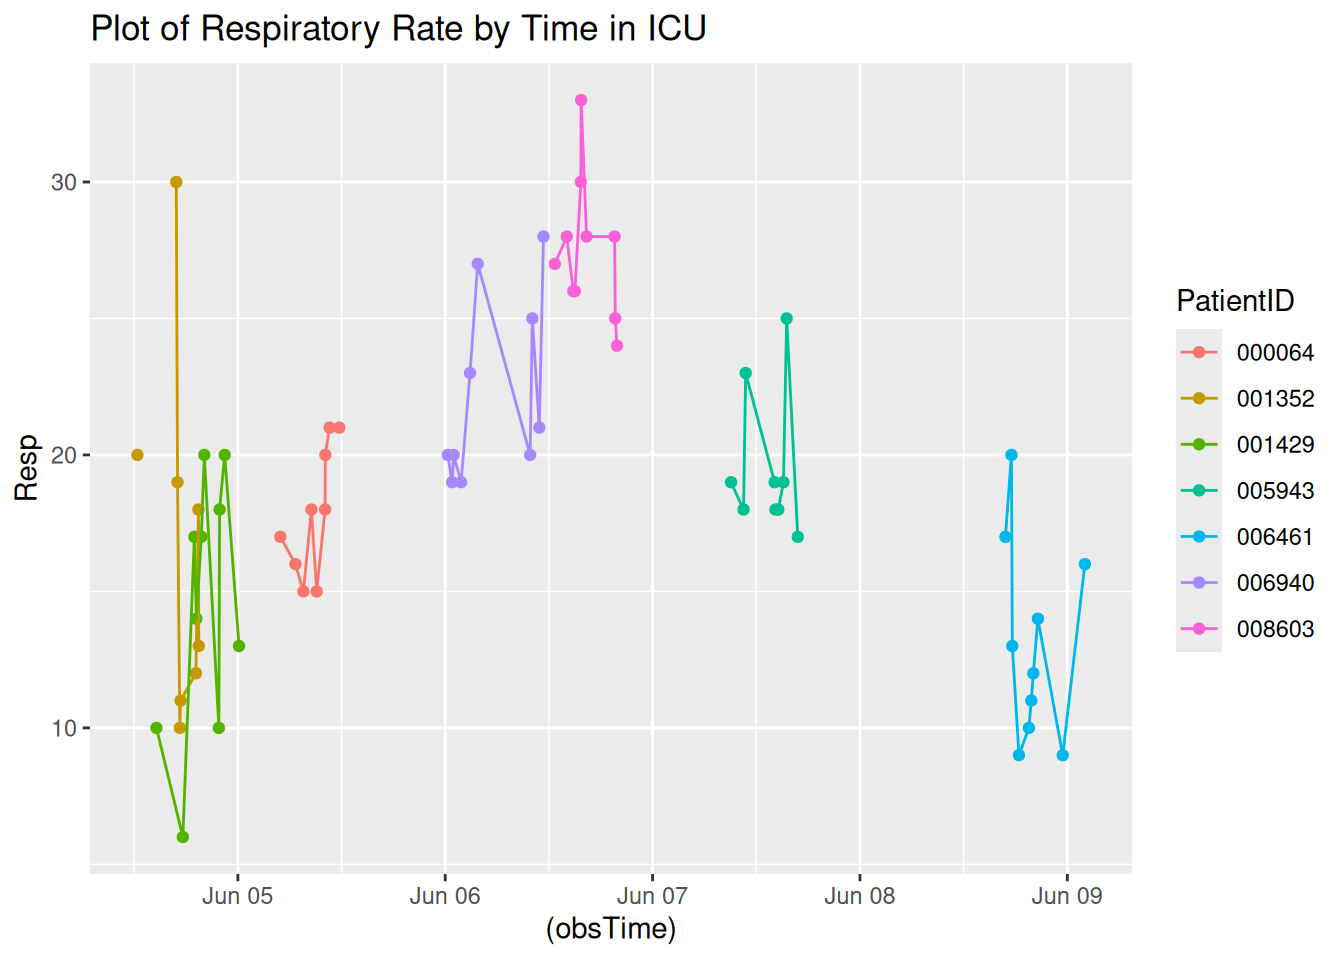 Plot of Respiratory Rate by Time in ICU
Resp
30
20
10
Jun 05 Jun 06 Jun 07 Jun 08 Jun 09
(obsTime)
PatientID
000064
001352
001429
005943
006461
006940
008603